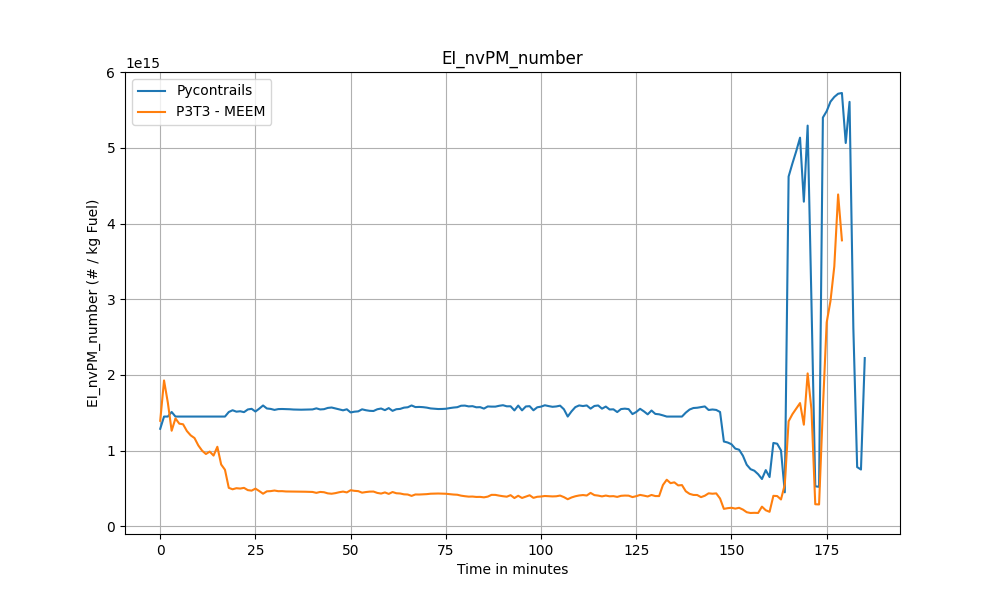 EI_nvPM_number
1e15
Pycontrails
P3T3 - MEEM
EI_nvPM_number (# / kg Fuel)
6
5
4
3
2
1
0
0 25 50 75 100 125 150 175
Time in minutes